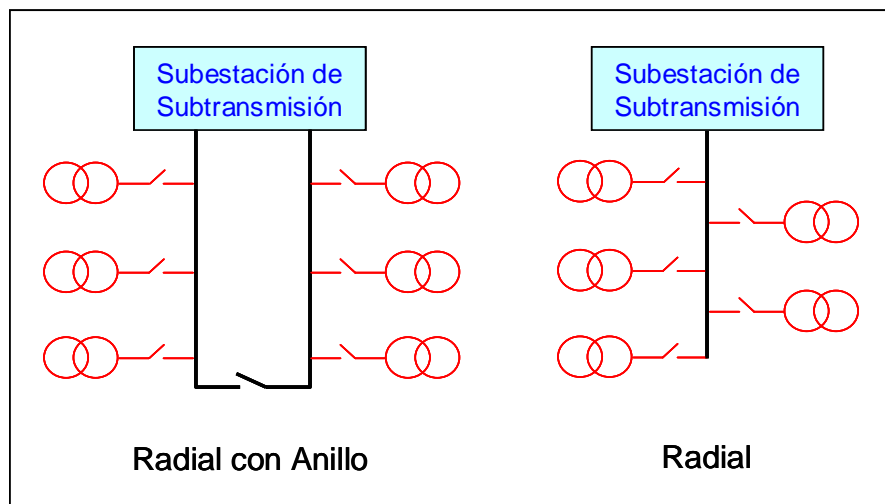 Subestación de
Subtransmisión
Subestación de
Subtransmisión
Radial con Anillo
Radial